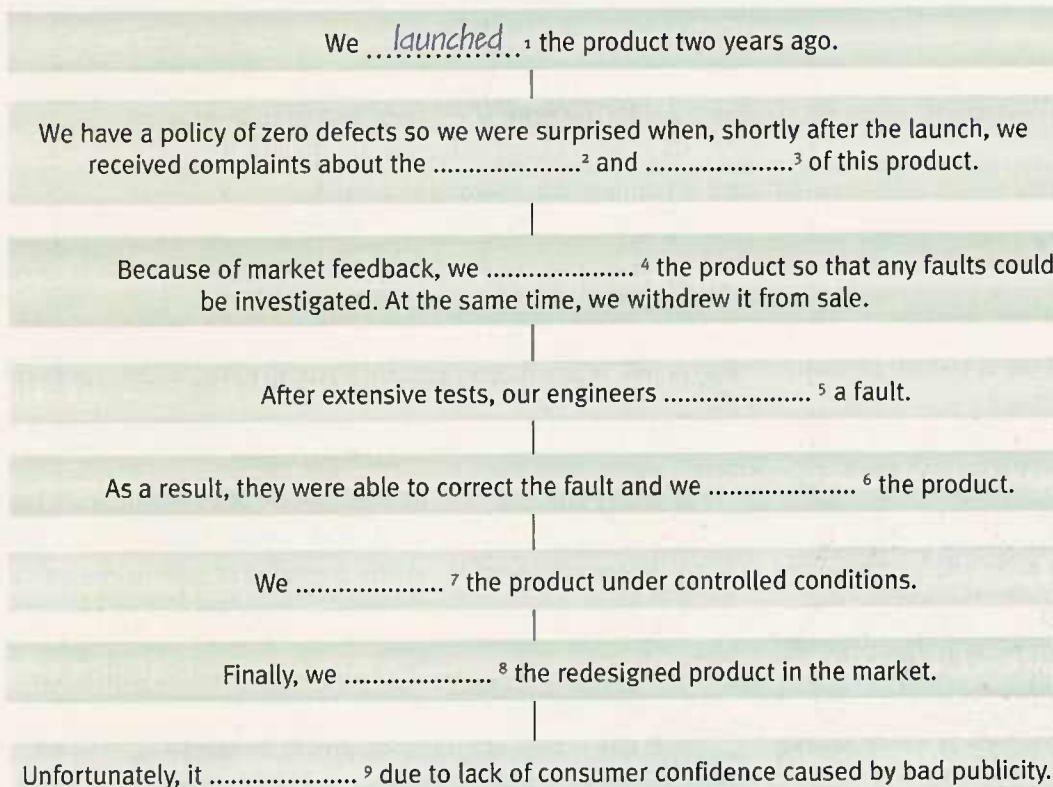 We ...launched...¹ the product two years ago.
We have a policy of zero defects so we were surprised when, shortly after the launch, we
received complaints about the .....................² and .....................³ of this product.
Because of market feedback, we ..................... ⁴ the product so that any faults could
be investigated. At the same time, we withdrew it from sale.
After extensive tests, our engineers ..................... ⁵ a fault.
As a result, they were able to correct the fault and we ..................... ⁶ the product.
We ..................... ⁷ the product under controlled conditions.
Finally, we ..................... ⁸ the redesigned product in the market.
Unfortunately, it ..................... ⁹ due to lack of consumer confidence caused by bad publicity.